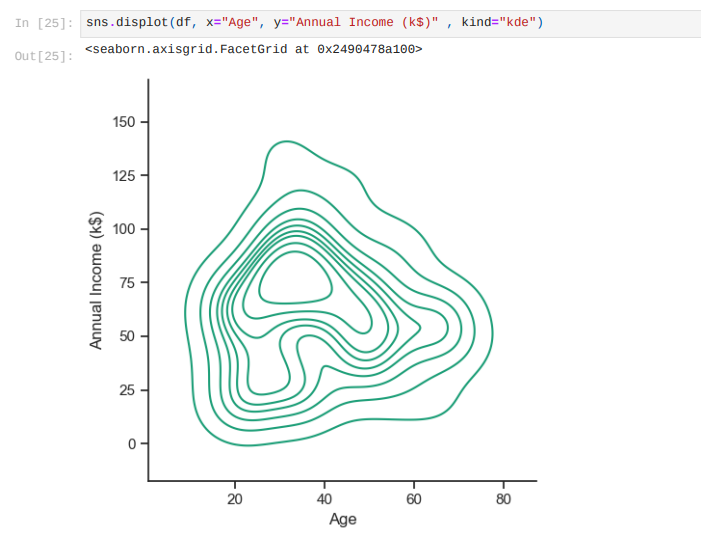 In [25]: sns.displot(df, x="Age", y="Annual Income (k$)" , kind="kde")
Out[25]: <seaborn.axisgrid.FacetGrid at 0x2490478a100>
150
125
100
75
50
25
0
Annual Income (k$)
20 40 60 80
Age